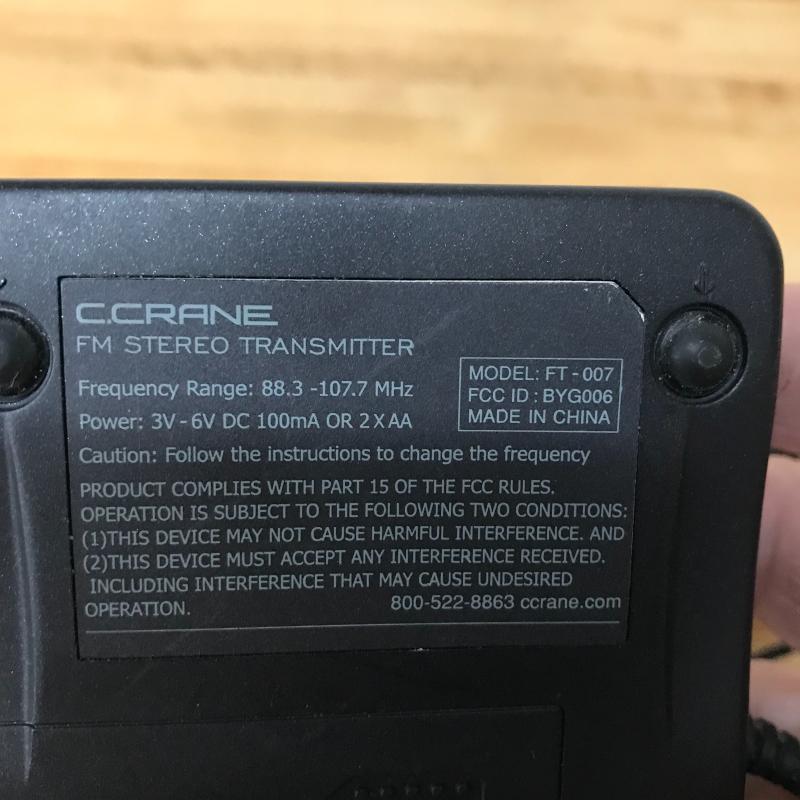 C.CRANE
FM STEREO TRANSMITTER
Frequency Range: 88.3 -107.7 MHz
Power: 3V - 6V DC 100mA OR 2 X AA
MODEL: FT - 007
FCC ID : BYG006
MADE IN CHINA
Caution: Follow the instructions to change the frequency
PRODUCT COMPLIES WITH PART 15 OF THE FCC RULES.
OPERATION IS SUBJECT TO THE FOLLOWING TWO CONDITIONS:
(1)THIS DEVICE MAY NOT CAUSE HARMFUL INTERFERENCE. AND
(2)THIS DEVICE MUST ACCEPT ANY INTERFERENCE RECEIVED.
INCLUDING INTERFERENCE THAT MAY CAUSE UNDESIRED
OPERATION. 800-522-8863 ccrane.com